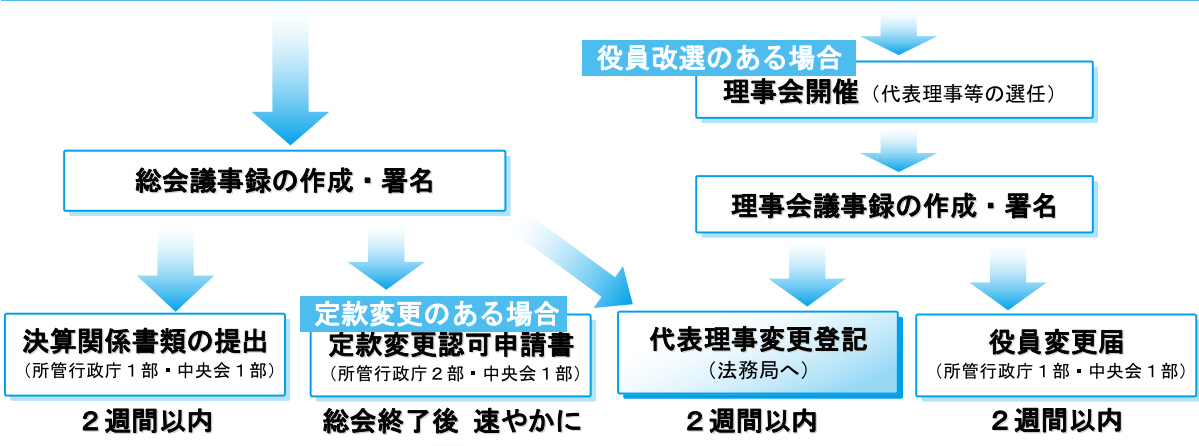 役員改選のある場合
理事会開催（代表理事等の選任）
総会議事録の作成・署名
理事会議事録の作成・署名
決算関係書類の提出
（所管行政庁１部・中央会１部）
２週間以内
定款変更のある場合
定款変更認可申請書
（所管行政庁２部・中央会１部）
総会終了後 速やかに
代表理事変更登記
（法務局へ）
２週間以内
役員変更届
（所管行政庁１部・中央会１部）
２週間以内